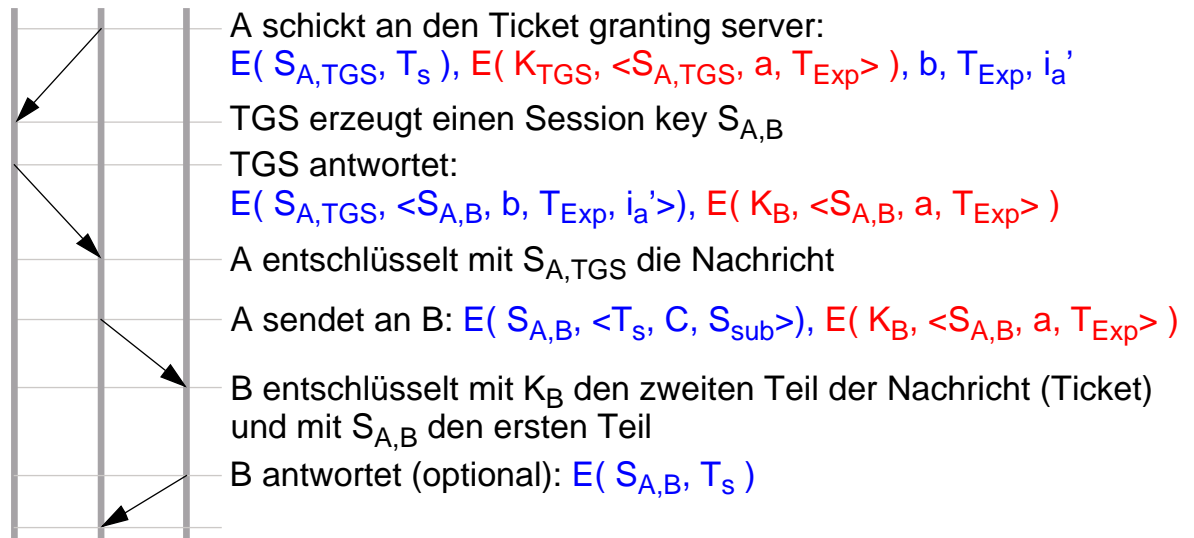 A schickt an den Ticket granting server:
E( S_A,TGS, T_s ), E( K_TGS, <S_A,TGS, a, T_Exp> ), b, T_Exp, i_a'
TGS erzeugt einen Session key S_A,B
TGS antwortet:
E( S_A,TGS, <S_A,B, b, T_Exp, i_a'>), E( K_B, <S_A,B, a, T_Exp> )
A entschlüsselt mit S_A,TGS die Nachricht
A sendet an B: E( S_A,B, <T_s, C, S_sub>), E( K_B, <S_A,B, a, T_Exp> )
B entschlüsselt mit K_B den zweiten Teil der Nachricht (Ticket)
und mit S_A,B den ersten Teil
B antwortet (optional): E( S_A,B, T_s )